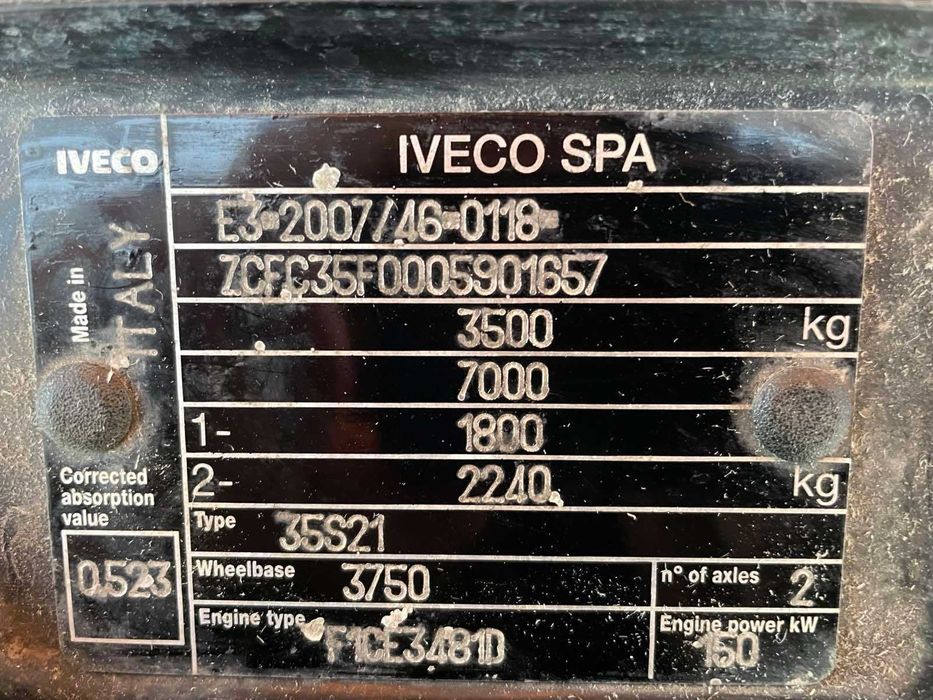 IVECO
IVECO SPA
E3*2007/46*0118*
ZCFC35F0005901657
3500 kg
7000
1- 1800
2- 2240 kg
Made in ITALY
Corrected
absorption
value
0.523
Type 35S21
Wheelbase 3750
n° of axles 2
Engine type F1CE3481D
Engine power kW
150